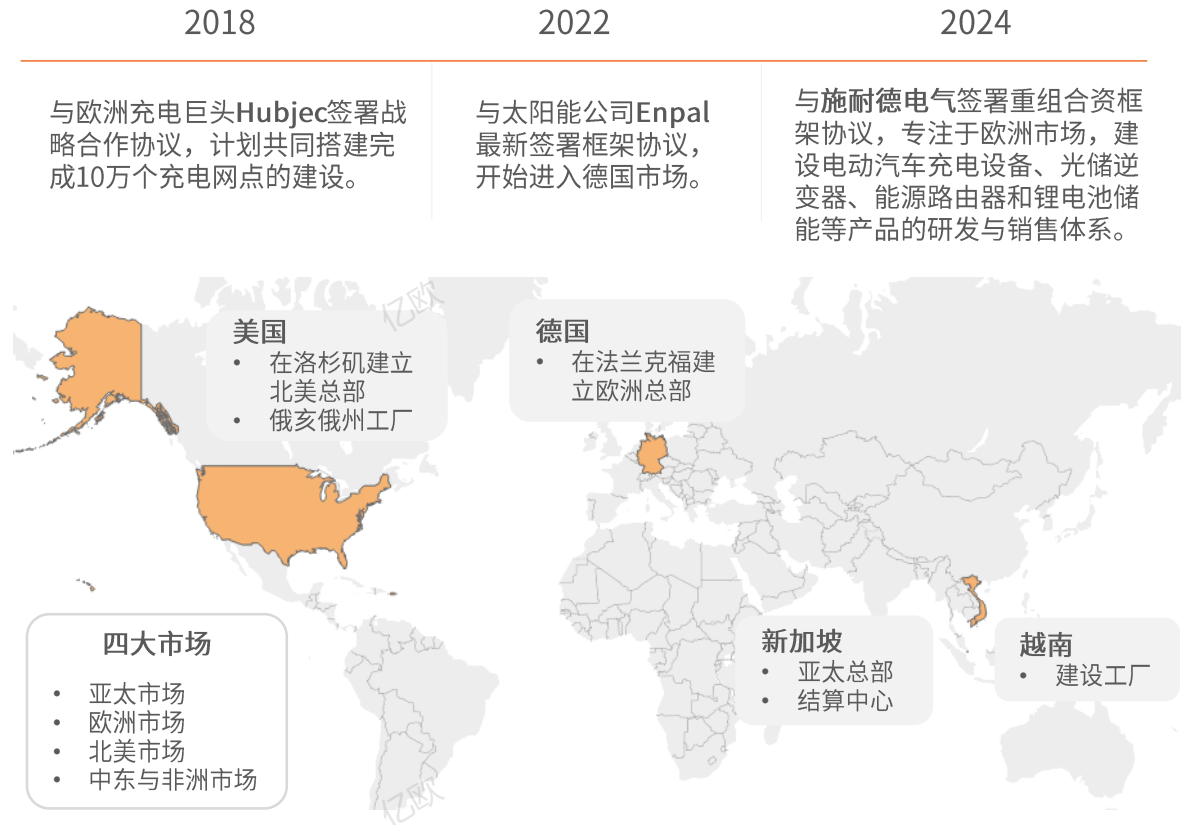 2018
2022
2024
与欧洲充电巨头Hubjec签署战
略合作协议，计划共同搭建完
成10万个充电网点的建设。
与太阳能公司Enpal
最新签署框架协议，
开始进入德国市场。
与施耐德电气签署重组合资框
架协议，专注于欧洲市场，建
设电动汽车充电设备、光储逆
变器、能源路由器和锂电池储
能等产品的研发与销售体系。
亿欧
美国
• 在洛杉矶建立
北美总部
• 俄亥俄州工厂
德国
• 在法兰克福建
立欧洲总部
四大市场
• 亚太市场
• 欧洲市场
• 北美市场
• 中东与非洲市场
新加坡
• 亚太总部
• 结算中心
越南
• 建设工厂
亿欧